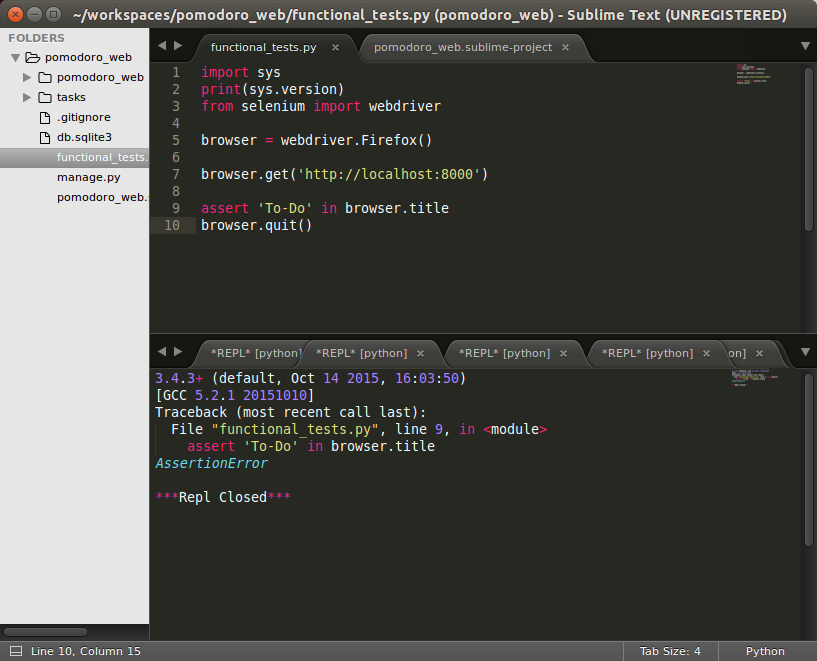 ~/workspaces/pomodoro_web/functional_tests.py (pomodoro_web) - Sublime Text (UNREGISTERED)
FOLDERS
pomodoro_web
pomodoro_web
tasks
.gitignore
db.sqlite3
functional_tests.
manage.py
pomodoro_web.s
functional_tests.py × pomodoro_web.sublime-project ×
1 import sys
2 print(sys.version)
3 from selenium import webdriver
4
5 browser = webdriver.Firefox()
6
7 browser.get('http://localhost:8000')
8
9 assert 'To-Do' in browser.title
10 browser.quit()
*REPL* [python] *REPL* [python] × *REPL* [python] × *REPL* [python] × on] ×
3.4.3+ (default, Oct 14 2015, 16:03:50)
[GCC 5.2.1 20151010]
Traceback (most recent call last):
File "functional_tests.py", line 9, in <module>
assert 'To-Do' in browser.title
AssertionError
***Repl Closed***
Line 10, Column 15 Tab Size: 4 Python